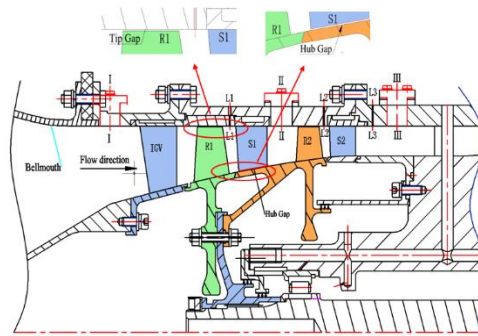 Tip Gap
R1
S1
R1
S1
Hub Gap
I
L1
II
L2
L3
III
I
L1
II
L2
L3
III
Bellmouth
Flow direction
IGV
R1
S1
R2
S2
Hub Gap